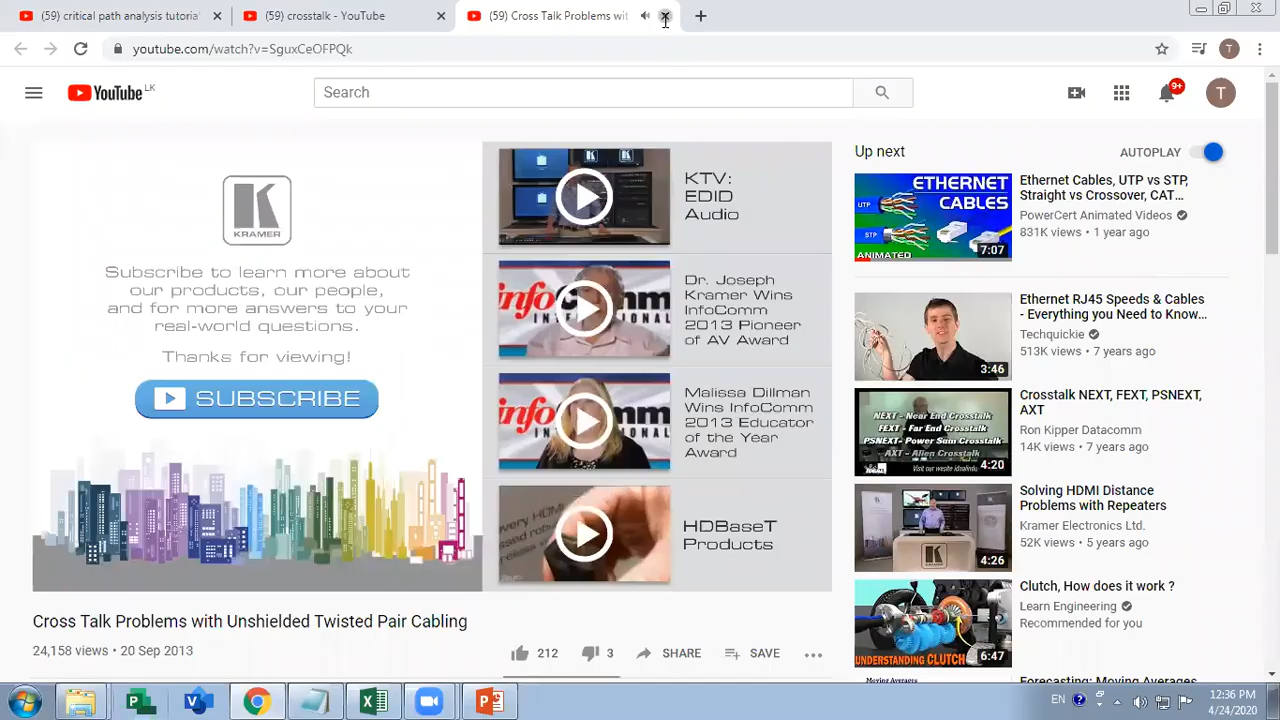 (59) critical path analysis tutorial
(59) crosstalk - YouTube
(59) Cross Talk Problems wit
youtube.com/watch?v=SguxCeOFPQk
T
YouTube LK
Search
9+
T
K
KRAMER
Subscribe to learn more about
our products, our people,
and for more answers to your
real-world questions.
Thanks for viewing!
SUBSCRIBE
KTV:
EDID
Audio
Dr. Joseph
Kramer Wins
InfoComm
2013 Pioneer
of AV Award
Malissa Dillman
Wins InfoComm
2013 Educator
of the Year
Award
HDBaseT
Products
Cross Talk Problems with Unshielded Twisted Pair Cabling
24,158 views • 20 Sep 2013
212
3
SHARE
SAVE
Up next
AUTOPLAY
ETHERNET
CABLES
UTP
STP
ANIMATED
7:07
Ethernet Cables, UTP vs STP,
Straight vs Crossover, CAT...
PowerCert Animated Videos
831K views • 1 year ago
3:46
Ethernet RJ45 Speeds & Cables
- Everything you Need to Know...
Techquickie
513K views • 7 years ago
NEXT - Near End Crosstalk
FEXT - Far End Crosstalk
PSNEXT- Power Sum Crosstalk
AXT - Alien Crosstalk
4:20
Crosstalk NEXT, FEXT, PSNEXT,
AXT
Ron Kipper Datacomm
14K views • 7 years ago
4:26
Solving HDMI Distance
Problems with Repeaters
Kramer Electronics Ltd.
52K views • 5 years ago
UNDERSTANDING CLUTCH
6:47
Clutch, How does it work ?
Learn Engineering
Recommended for you
Forecasting: Moving Averages
EN
12:36 PM
4/24/2020